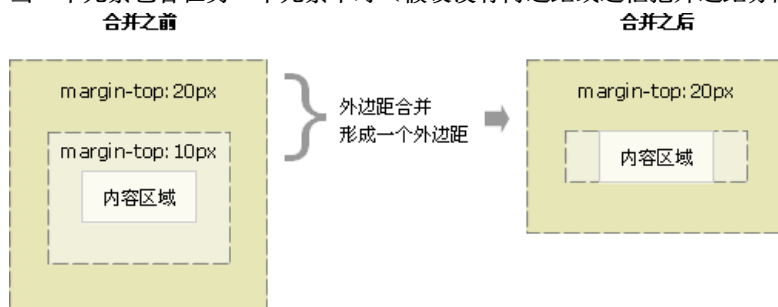 合并之前
合并之后
margin-top: 20px
margin-top: 10px
内容区域
外边距合并
形成一个外边距
margin-top: 20px
内容区域